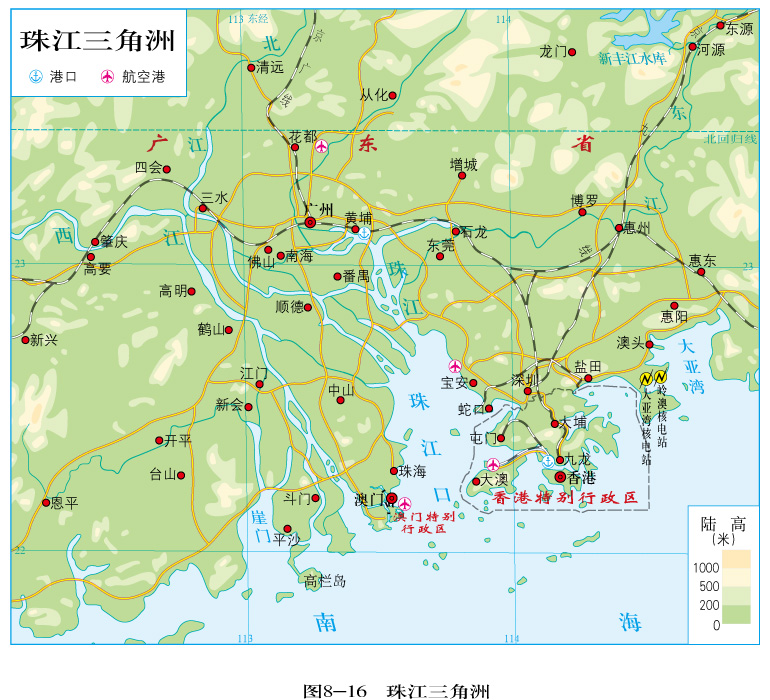 珠江三角洲
港口
航空港
113 东经
114
北
京
广
线
清远
从化
龙门
新丰江水库
东源
河源
京
九
线
东
江
北回归线
广
东
省
江
花都
四会
增城
三水
广州
黄埔
博罗
惠州
西
江
肇庆
高要
佛山
南海
石龙
东莞
珠
江
惠东
23
23
番禺
高明
顺德
惠阳
鹤山
新兴
澳头
大
亚
湾
江门
中山
新会
宝安
深圳
盐田
蛇口
珠
江
口
大亚湾核电站
岭澳核电站
屯门
大埔
开平
台山
珠海
九龙
大澳
香港
香港特别行政区
恩平
斗门
澳门
澳门特别
行政区
崖
门
平沙
高栏岛
22
22
南
海
113
114
陆 高
(米)
1000
500
200
0
图8-16 珠江三角洲